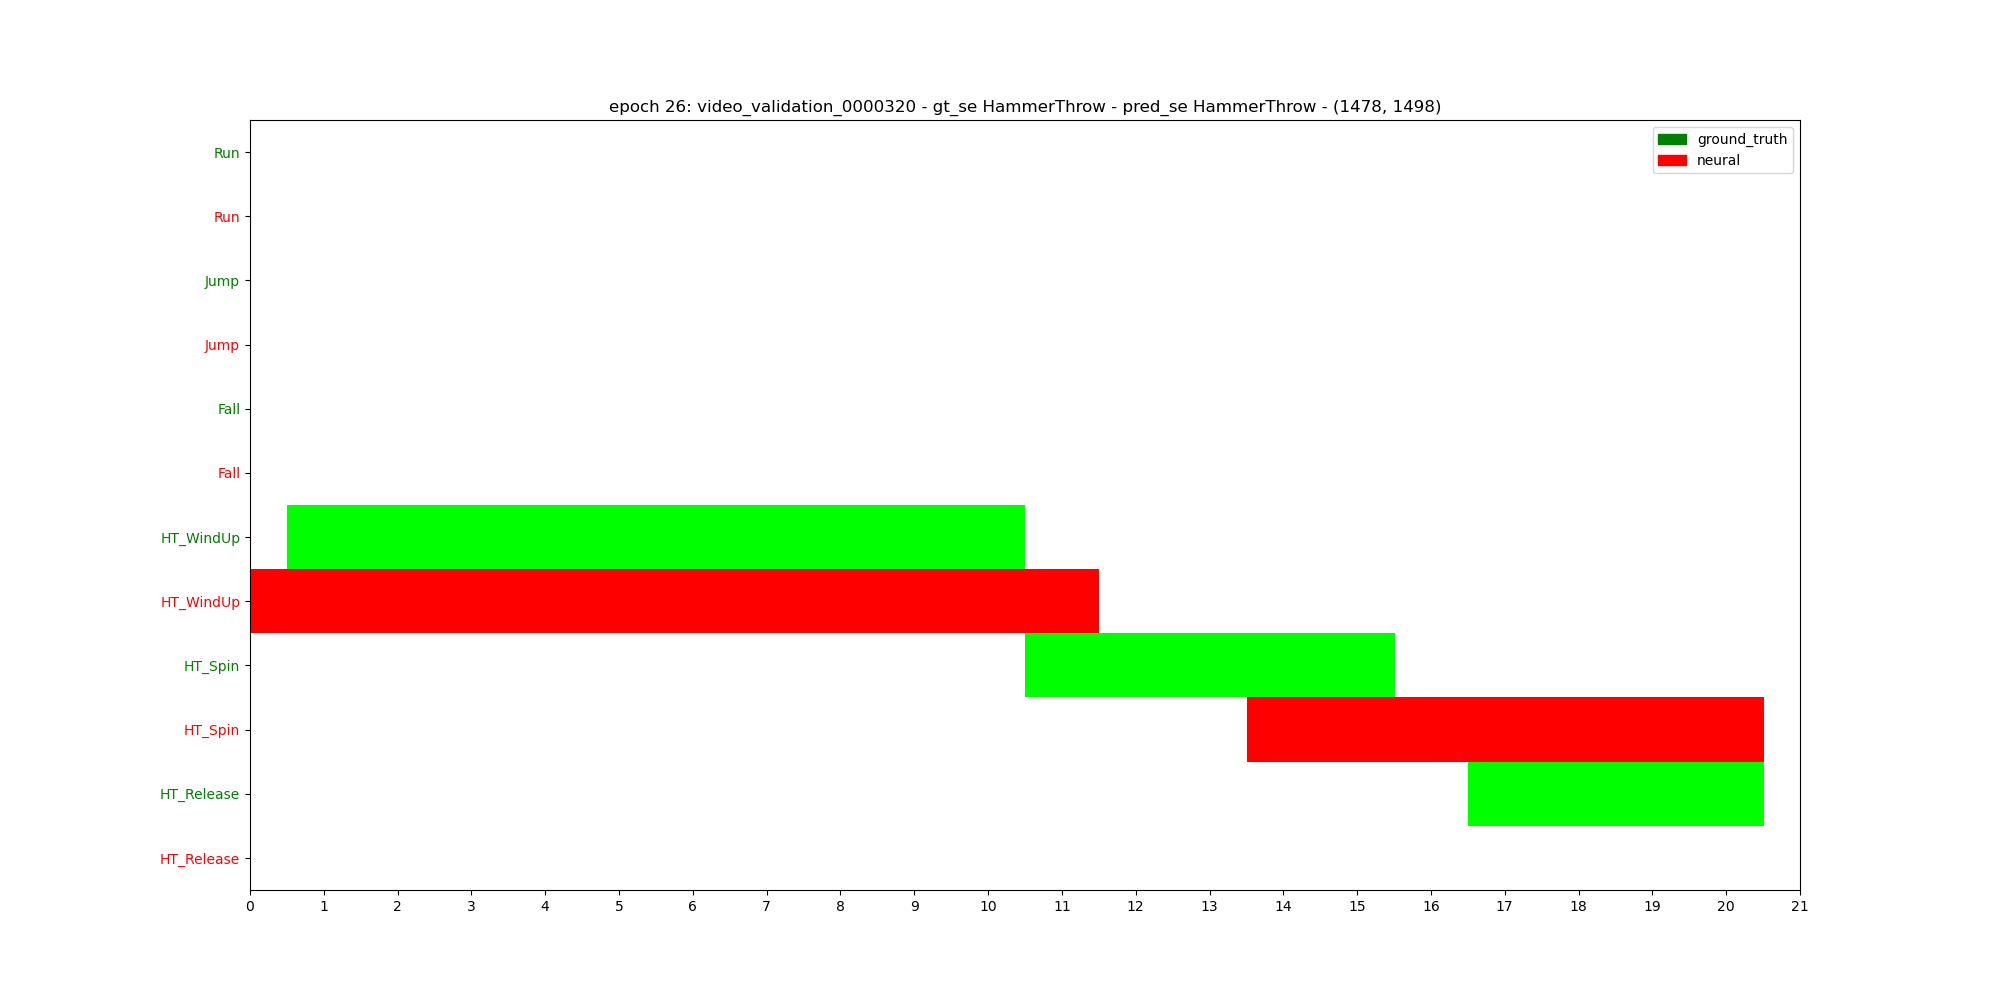 epoch 26: video_validation_0000320 - gt_se HammerThrow - pred_se HammerThrow - (1478, 1498)
ground_truth
neural
Run
Run
Jump
Jump
Fall
Fall
HT_WindUp
HT_WindUp
HT_Spin
HT_Spin
HT_Release
HT_Release
0 1 2 3 4 5 6 7 8 9 10 11 12 13 14 15 16 17 18 19 20 21